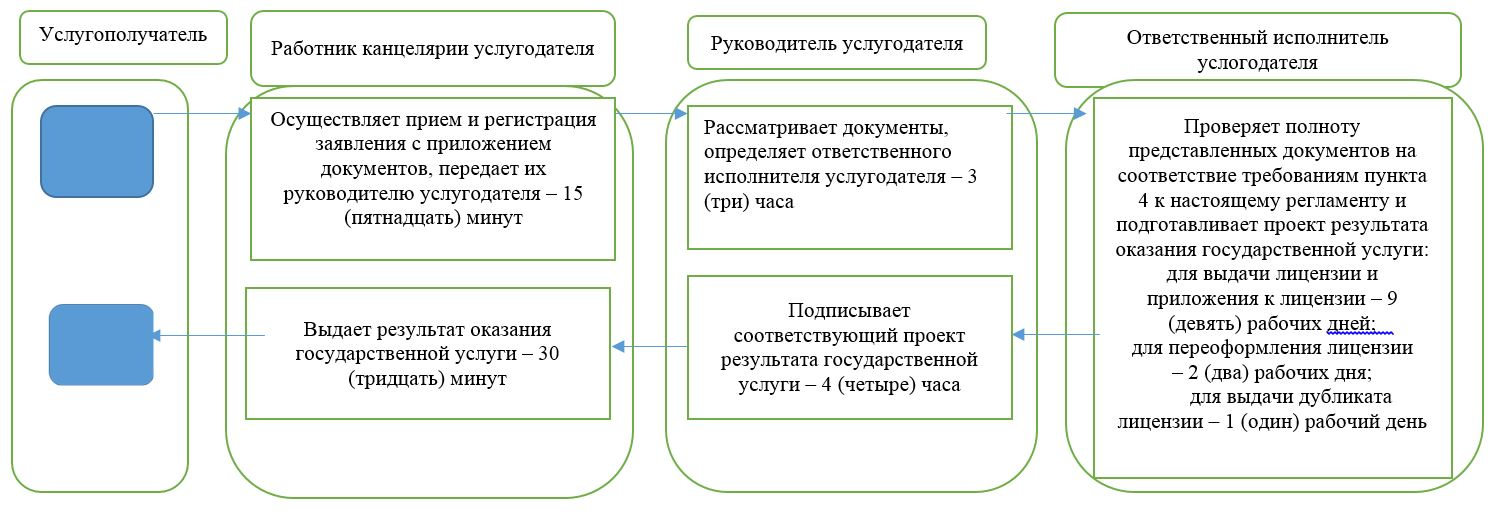 Услугополучатель
Работник канцелярии услугодателя
Руководитель услугодателя
Ответственный исполнитель
услогодателя
Осуществляет прием и регистрация
заявления с приложением
документов, передает их
руководителю услугодателя – 15
(пятнадцать) минут
Рассматривает документы,
определяет ответственного
исполнителя услугодателя – 3
(три) часа
Проверяет полноту
представленных документов на
соответствие требованиям пункта
4 к настоящему регламенту и
подготавливает проект результата
оказания государственной услуги:
для выдачи лицензии и
приложения к лицензии – 9
(девять) рабочих дней;
для переоформления лицензии
– 2 (два) рабочих дня;
для выдачи дубликата
лицензии – 1 (один) рабочий день
Подписывает
соответствующий проект
результата государственной
услуги – 4 (четыре) часа
Выдает результат оказания
государственной услуги – 30
(тридцать) минут